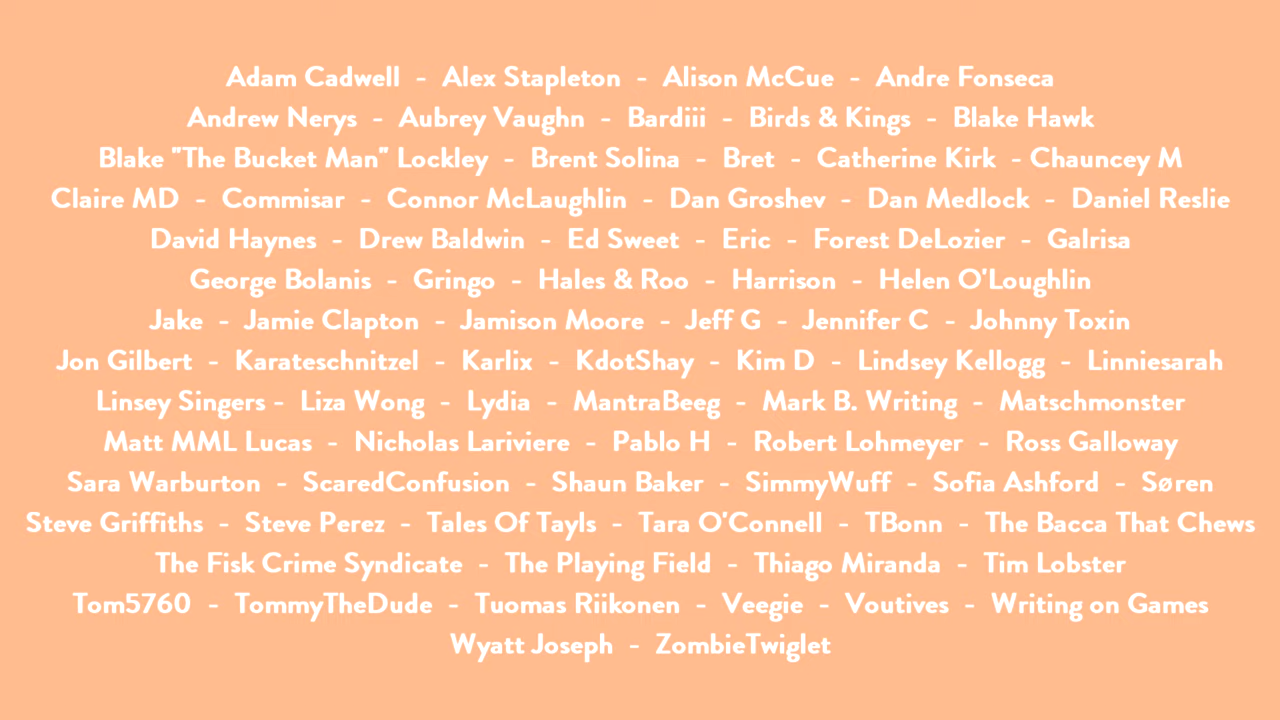 Adam Cadwell - Alex Stapleton - Alison McCue - Andre Fonseca
Andrew Nerys - Aubrey Vaughn - Bardiii - Birds & Kings - Blake Hawk
Blake "The Bucket Man" Lockley - Brent Solina - Bret - Catherine Kirk - Chauncey M
Claire MD - Commisar - Connor McLaughlin - Dan Groshev - Dan Medlock - Daniel Reslie
David Haynes - Drew Baldwin - Ed Sweet - Eric - Forest DeLozier - Galrisa
George Bolanis - Gringo - Hales & Roo - Harrison - Helen O'Loughlin
Jake - Jamie Clapton - Jamison Moore - Jeff G - Jennifer C - Johnny Toxin
Jon Gilbert - Karateschnitzel - Karlix - KdotShay - Kim D - Lindsey Kellogg - Linniesarah
Linsey Singers - Liza Wong - Lydia - MantraBeeg - Mark B. Writing - Matschmonster
Matt MML Lucas - Nicholas Lariviere - Pablo H - Robert Lohmeyer - Ross Galloway
Sara Warburton - ScaredConfusion - Shaun Baker - SimmyWuff - Sofia Ashford - Søren
Steve Griffiths - Steve Perez - Tales Of Tayls - Tara O'Connell - TBonn - The Bacca That Chews
The Fisk Crime Syndicate - The Playing Field - Thiago Miranda - Tim Lobster
Tom5760 - TommyTheDude - Tuomas Riikonen - Veegie - Voutives - Writing on Games
Wyatt Joseph - ZombieTwiglet